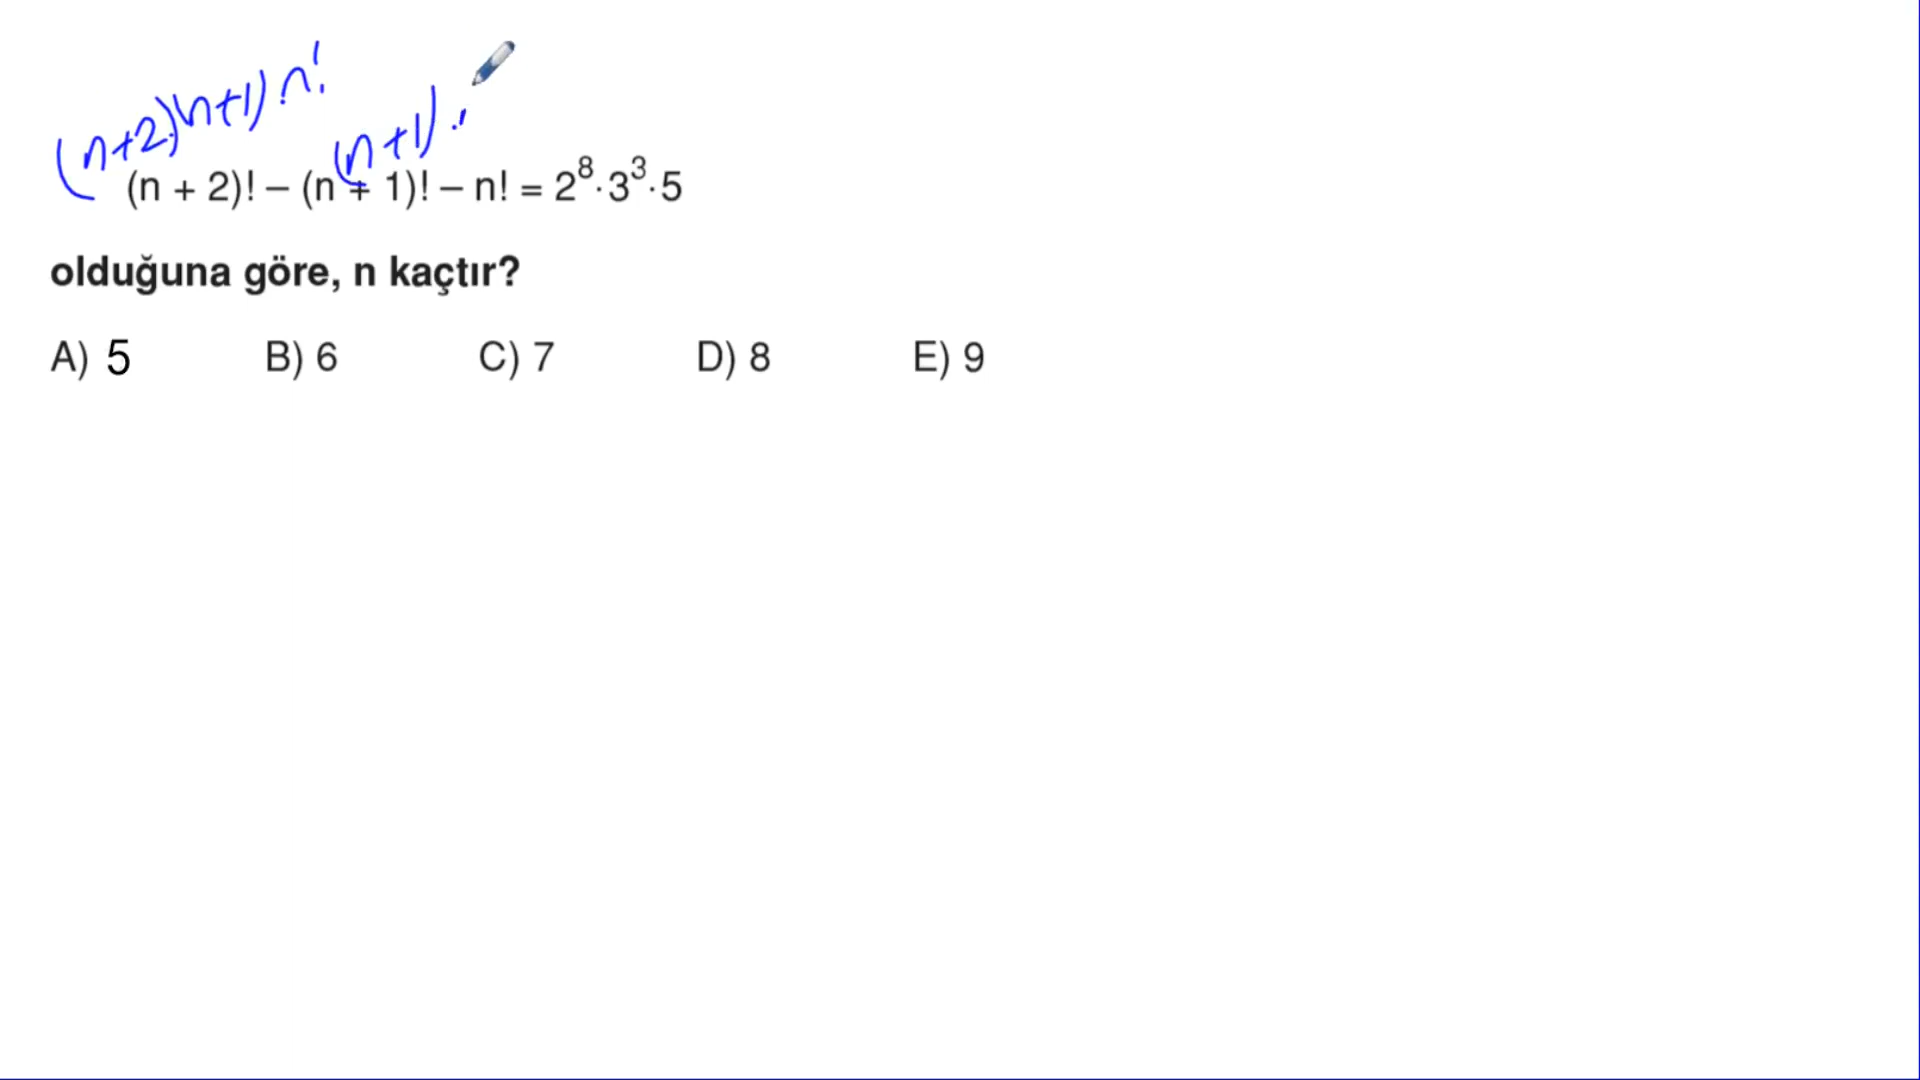 (n+2)(n+1).n!
(n+1).
(n + 2)! – (n + 1)! – n! = 2⁸·3³·5
olduğuna göre, n kaçtır?
A) 5 B) 6 C) 7 D) 8 E) 9